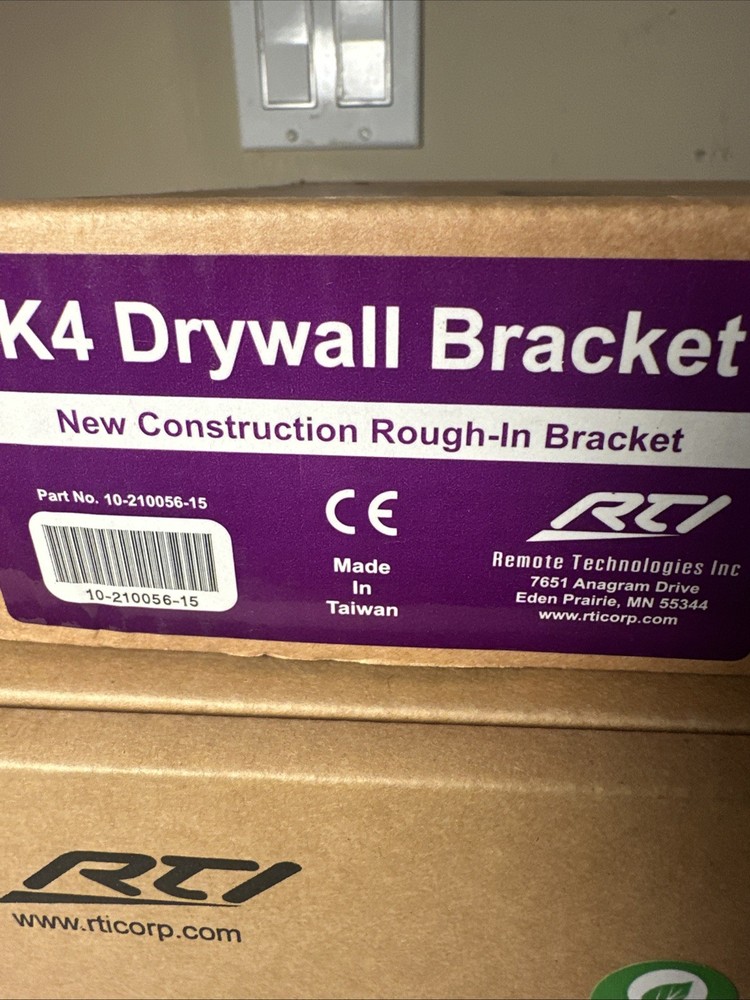 K4 Drywall Bracket
New Construction Rough-In Bracket
Part No. 10-210056-15
10-210056-15
CE
Made
In
Taiwan
RTI
Remote Technologies Inc
7651 Anagram Drive
Eden Prairie, MN 55344
www.rticorp.com
RTI
www.rticorp.com